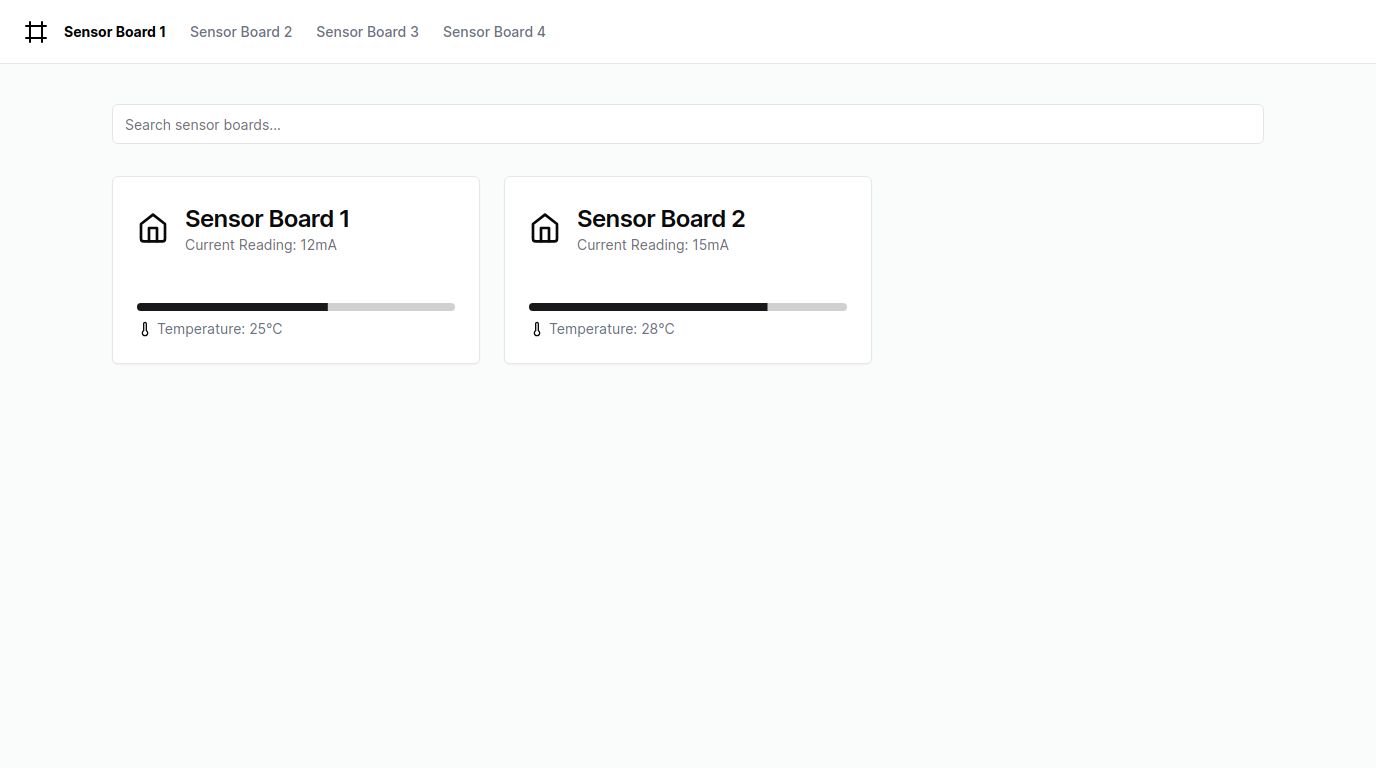 Sensor Board 1 Sensor Board 2 Sensor Board 3 Sensor Board 4
Search sensor boards...
Sensor Board 1
Current Reading: 12mA
Temperature: 25°C
Sensor Board 2
Current Reading: 15mA
Temperature: 28°C